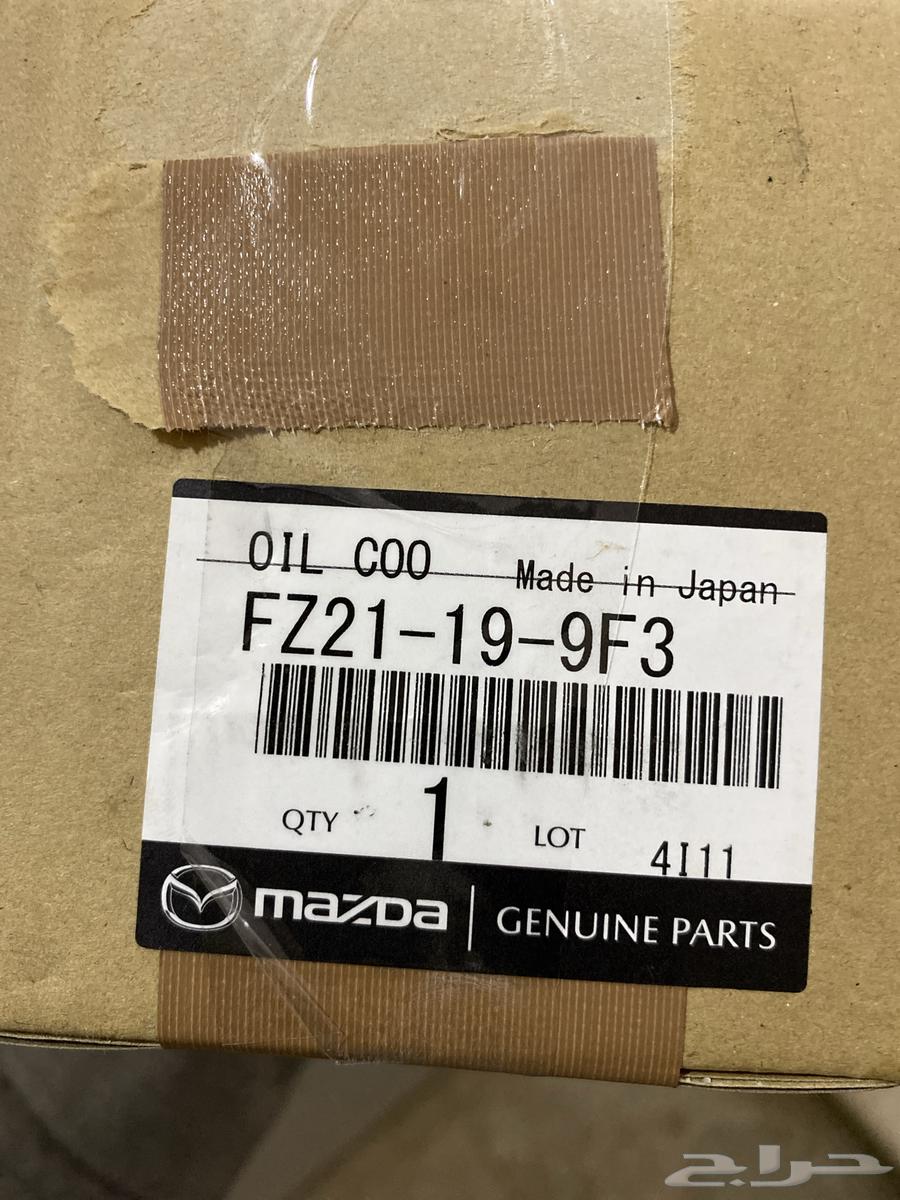 OIL COO Made in Japan
FZ21-19-9F3
QTY 1 LOT 4I11
mazda GENUINE PARTS
حراج